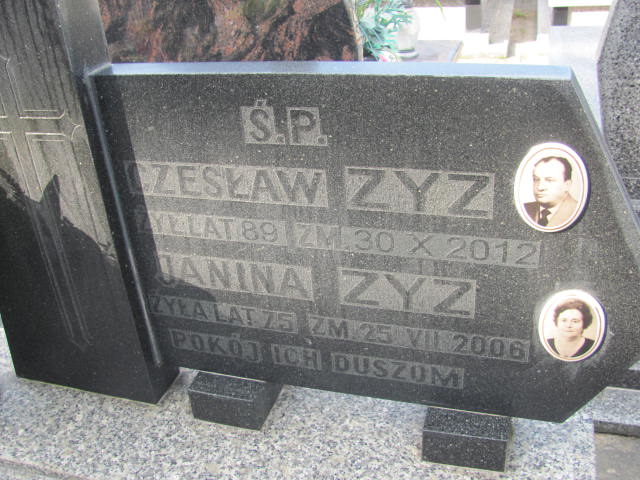 Ś.P.
CZESŁAW ZYZ
ŻYŁ LAT 89 ZM. 30 X 2012
JANINA ZYZ
ŻYŁA LAT 75 ZM 25 VII 2006
POKÓJ ICH DUSZOM